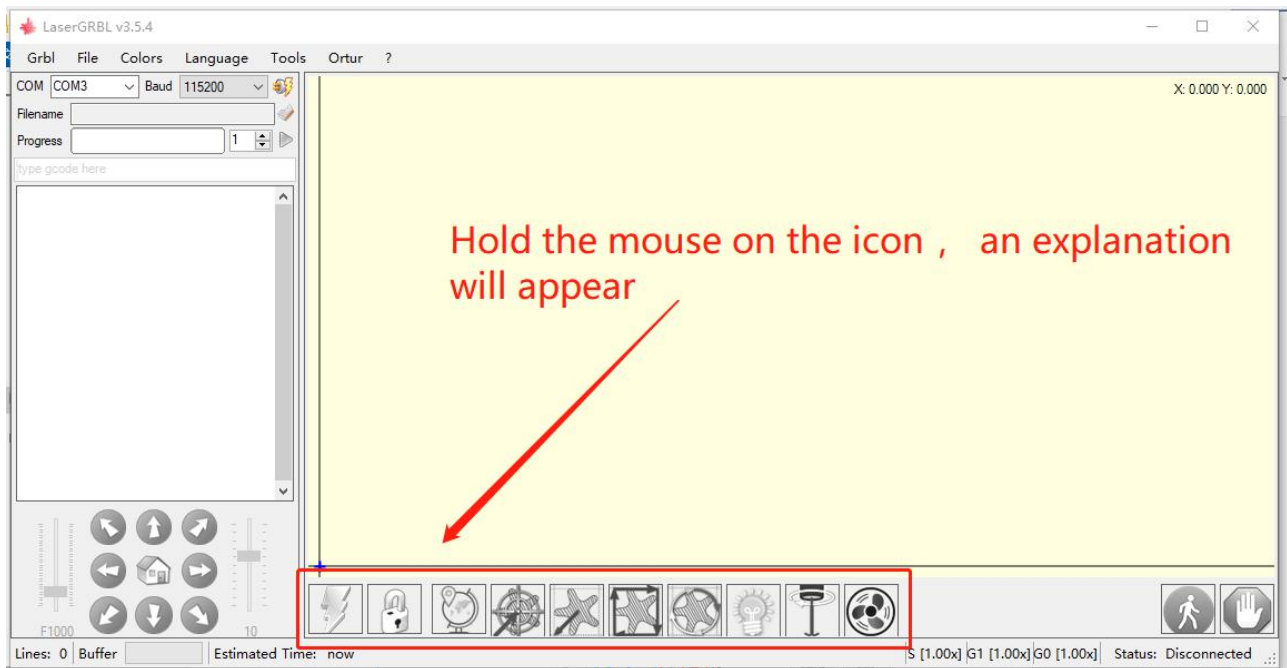 LaserGRBL v3.5.4
Grbl File Colors Language Tools Ortur ?
COM COM3 Baud 115200
Filename
Progress 1
type gcode here
X: 0.000 Y: 0.000
Hold the mouse on the icon , an explanation
will appear
F1000 10
Lines: 0 Buffer Estimated Time: now S [1.00x] G1 [1.00x] G0 [1.00x] Status: Disconnected